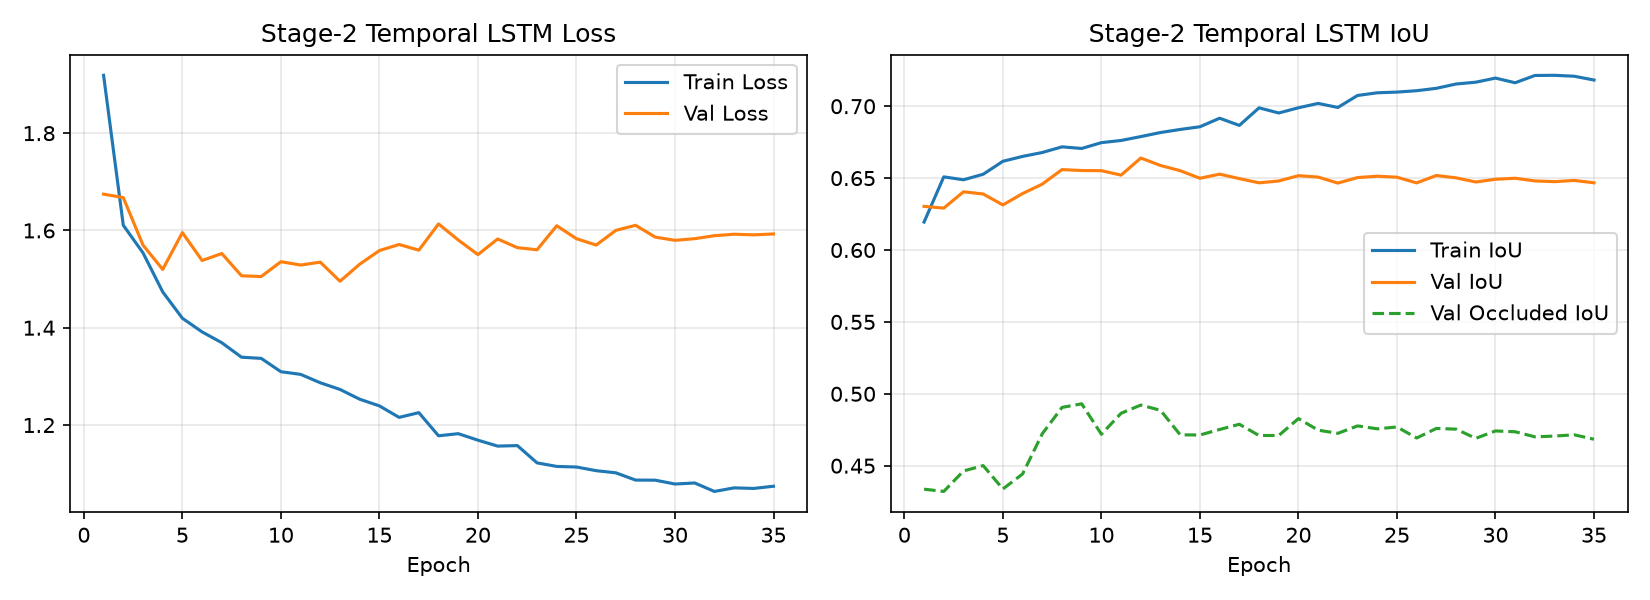 Stage-2 Temporal LSTM Loss
Train Loss
Val Loss
1.8
1.6
1.4
1.2
0 5 10 15 20 25 30 35
Epoch
Stage-2 Temporal LSTM IoU
0.70
0.65
0.60
0.55
0.50
0.45
Train IoU
Val IoU
Val Occluded IoU
0 5 10 15 20 25 30 35
Epoch